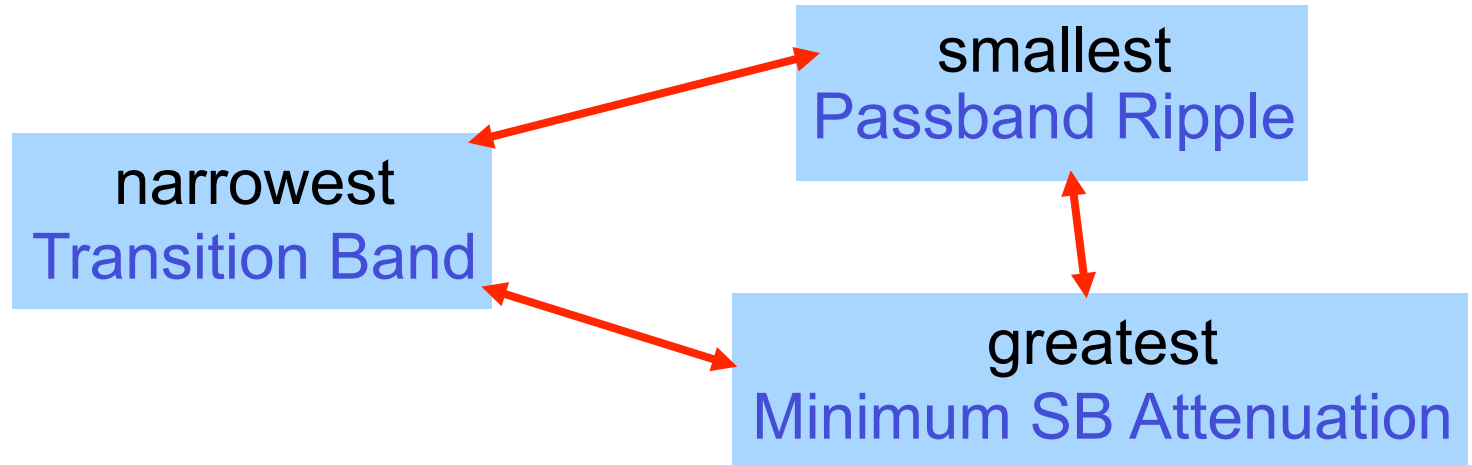 smallest
Passband Ripple
narrowest
Transition Band
greatest
Minimum SB Attenuation